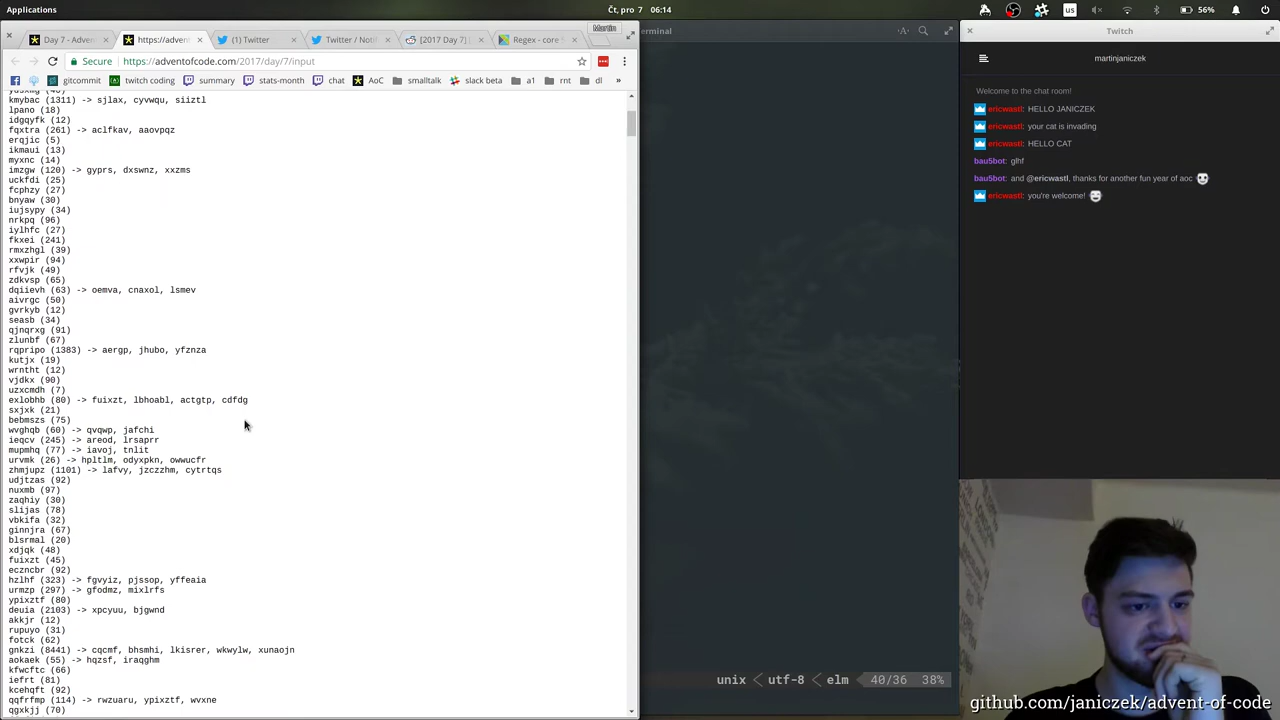 Applications
Čt, pro 7 06:14
us
56%
Martin
Day 7 - Adven
https://adven
(1) Twitter
Twitter / Noti
[2017 Day 7]
Regex - core 5
Secure
https://adventofcode.com/2017/day/7/input
gitcommit
twitch coding
summary
stats-month
chat
AoC
smalltalk
slack beta
a1
rnt
dl
»
kmybac (1311) -> sjlax, cyvwqu, siiztl
lpano (18)
idgqyfk (12)
fqxtra (261) -> aclfkav, aaovpqz
erqjic (5)
ikmaui (13)
myxnc (14)
imzgw (120) -> gyprs, dxswnz, xxzms
uckfdi (25)
fcphzy (27)
bnyaw (30)
iujsypy (34)
nrkpq (96)
iylhfc (27)
fkxei (241)
rmxzhgl (39)
xxwpir (94)
rfvjk (49)
zdkvsp (65)
dqiievh (63) -> oemva, cnaxol, lsmev
aivrgc (50)
gvrkyb (12)
seasb (34)
qjnqrxg (91)
zlunbf (67)
rqpripo (1383) -> aergp, jhubo, yfznza
kutjx (19)
wrntht (12)
vjdkx (90)
uzxcmdh (7)
exlobhb (80) -> fuixzt, lbhoabl, actgtp, cdfdg
sxjxk (21)
bebmszs (75)
wvghbq (60) -> qvqwp, jafchi
ieqcv (245) -> areod, lrsaprr
mupmhq (77) -> iavoj, tnlit
urvmk (26) -> hpltlm, odyxpkn, owwucfr
zhmjupz (1101) -> lafvy, jzczzhm, cytrtqs
udjtzas (92)
nuxmb (97)
zaqhiy (30)
slijas (78)
vbkifa (32)
ginnjra (67)
blsrmal (20)
xdjqk (48)
fuixzt (45)
eczncbr (92)
hzlhf (323) -> fgvyiz, pjssop, yffeaia
urmzp (297) -> gfodmz, mixlrfs
ypixztf (80)
deuia (2103) -> xpcyuu, bjgwnd
akkjr (12)
rupuyo (31)
fotck (62)
gnkzi (8441) -> cqcmf, bhsmhi, lkisrer, wkwylw, xunaojn
aokaek (55) -> hqzsf, iraqghm
kfwcftc (66)
iefrt (81)
kcehqft (92)
qqfrfmp (114) -> rwzuaru, ypixztf, wvxne
qgxkjj (70)
erminal
-A-
unix
utf-8
elm
40/36
38%
Twitch
martinjaniczek
Welcome to the chat room!
ericwastl: HELLO JANICZEK
ericwastl: your cat is invading
ericwastl: HELLO CAT
bau5bot: glhf
bau5bot: and @ericwastl, thanks for another fun year of aoc
ericwastl: you're welcome!
github.com/janiczek/advent-of-code